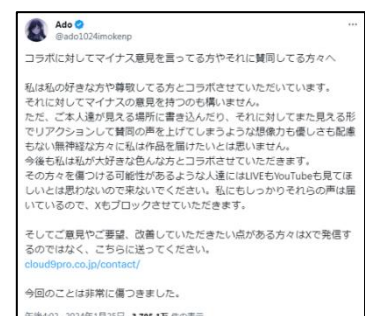 Ado
@ado1024imokenp
コラボに対してマイナス意見を言ってる方やそれに賛同してる方々へ
私は私の好きな方や尊敬してる方とコラボさせていただいています。
それに対してマイナスの意見を持つのも構いません。
ただ、ご本人達が見える場所に書き込んだり、それに対してまた見える形
でリアクションして賛同の声を上げてしまうような想像力も優しさも配慮
もない無神経な方々に私は作品を届けたいとは思いません。
今後も私は私が大好きな色んな方とコラボさせていただきます。
その方々を傷つける可能性があるような人達にはLIVEもYouTubeも見てほ
しいとは思わないので来ないでください。私にもしっかりそれらの声は届
いているので、Xもブロックさせていただきます。
そしてご意見やご要望、改善していただきたい点がある方々はXで発信す
るのではなく、こちらに送ってください。
cloud9pro.co.jp/contact/
今回のことは非常に傷つきました。